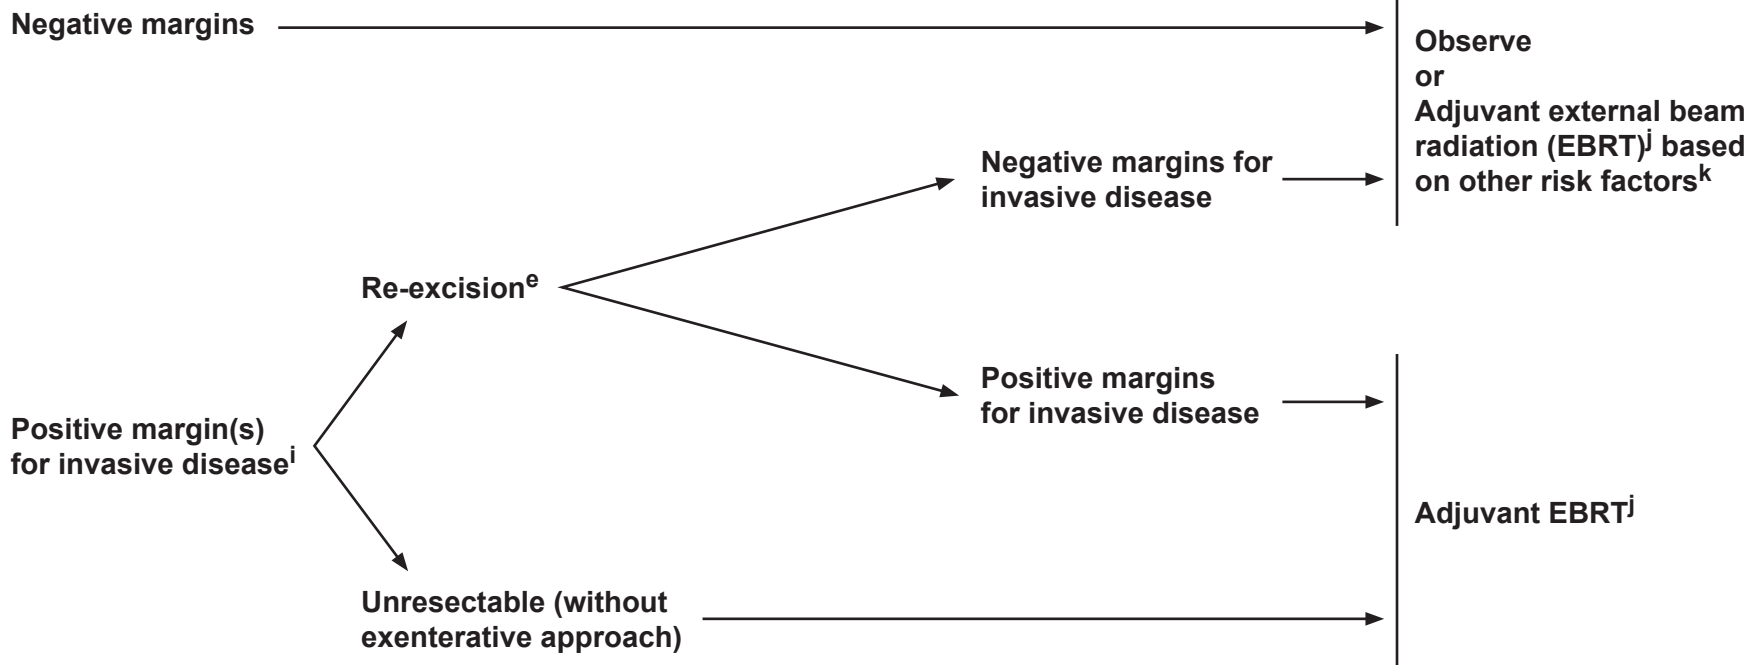 Negative margins
Observe
or
Adjuvant external beam
radiation (EBRT)j based
on other risk factorsk
Negative margins for
invasive disease
Re-excisione
Positive margins
for invasive disease
Positive margin(s)
for invasive diseasei
Adjuvant EBRTj
Unresectable (without
exenterative approach)